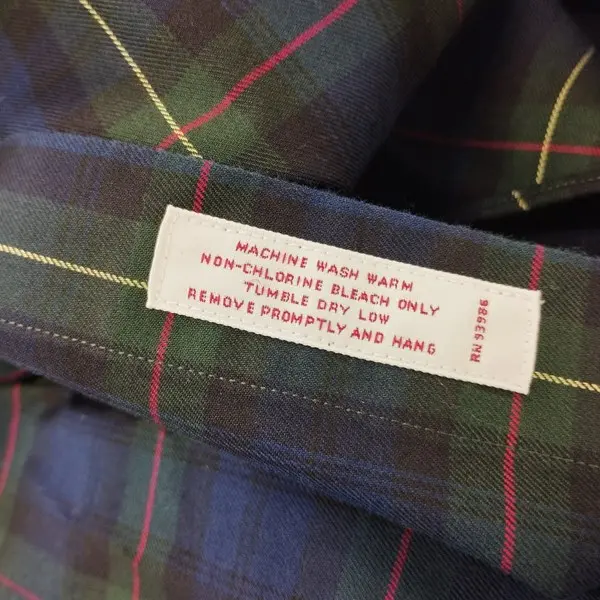 MACHINE WASH WARM
NON-CHLORINE BLEACH ONLY
TUMBLE DRY LOW
REMOVE PROMPTLY AND HANG
RN 93986